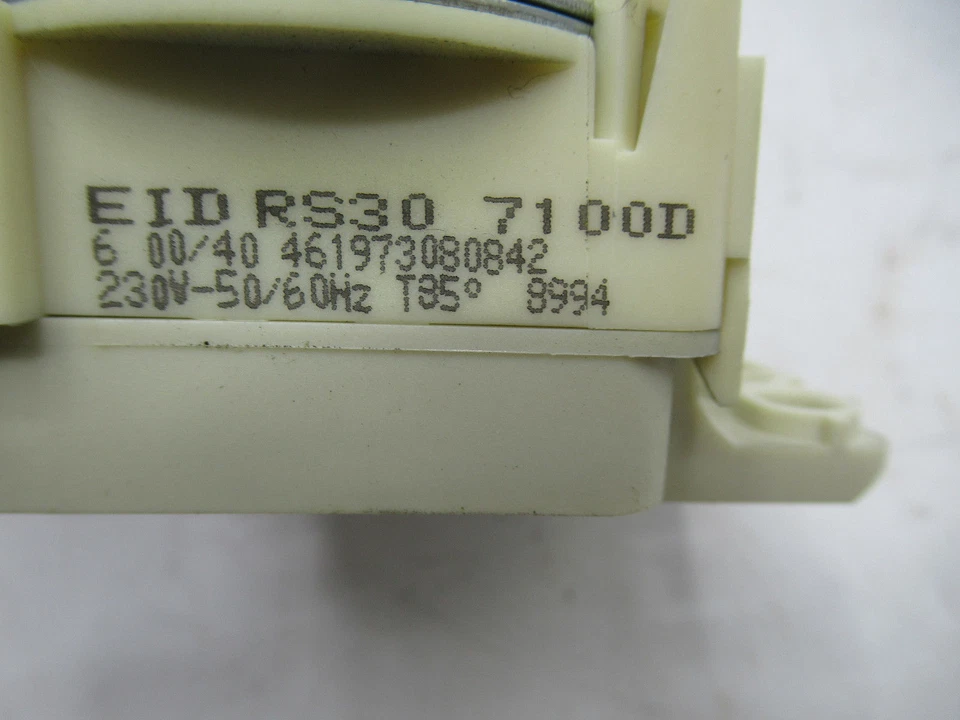 EID RS30 7100D
6 00/40 461973080842
230V-50/60Hz T85° 8994